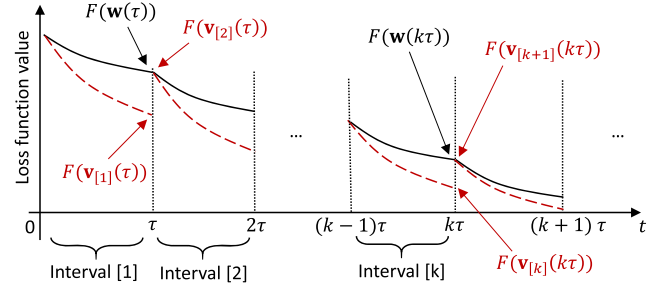 F(w(τ))
F(v[2](τ))
F(w(kτ))
F(v[k+1](kτ))
Loss function value
...
...
F(v[1](τ))
0
τ
2τ
(k − 1)τ
kτ
(k + 1) τ
t
F(v[k](kτ))
Interval [1]
Interval [2]
Interval [k]